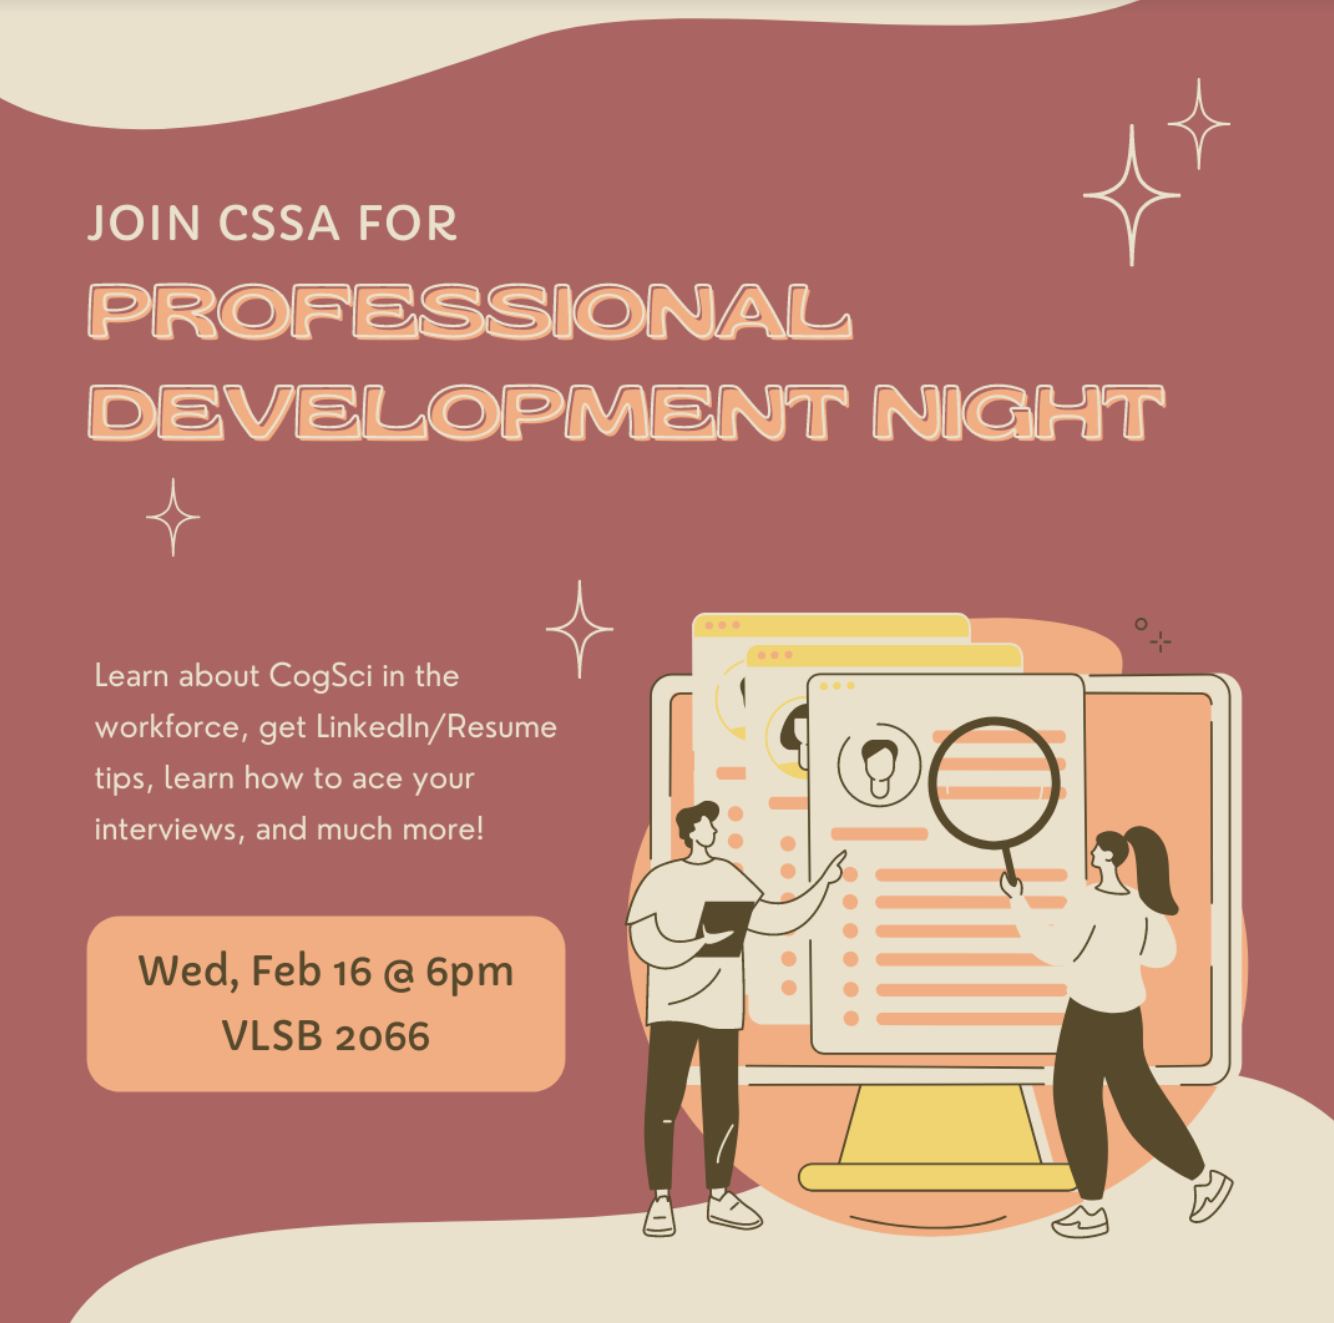 JOIN CSSA FOR
PROFESSIONAL
DEVELOPMENT NIGHT
Learn about CogSci in the
workforce, get LinkedIn/Resume
tips, learn how to ace your
interviews, and much more!
Wed, Feb 16 @ 6pm
VLSB 2066